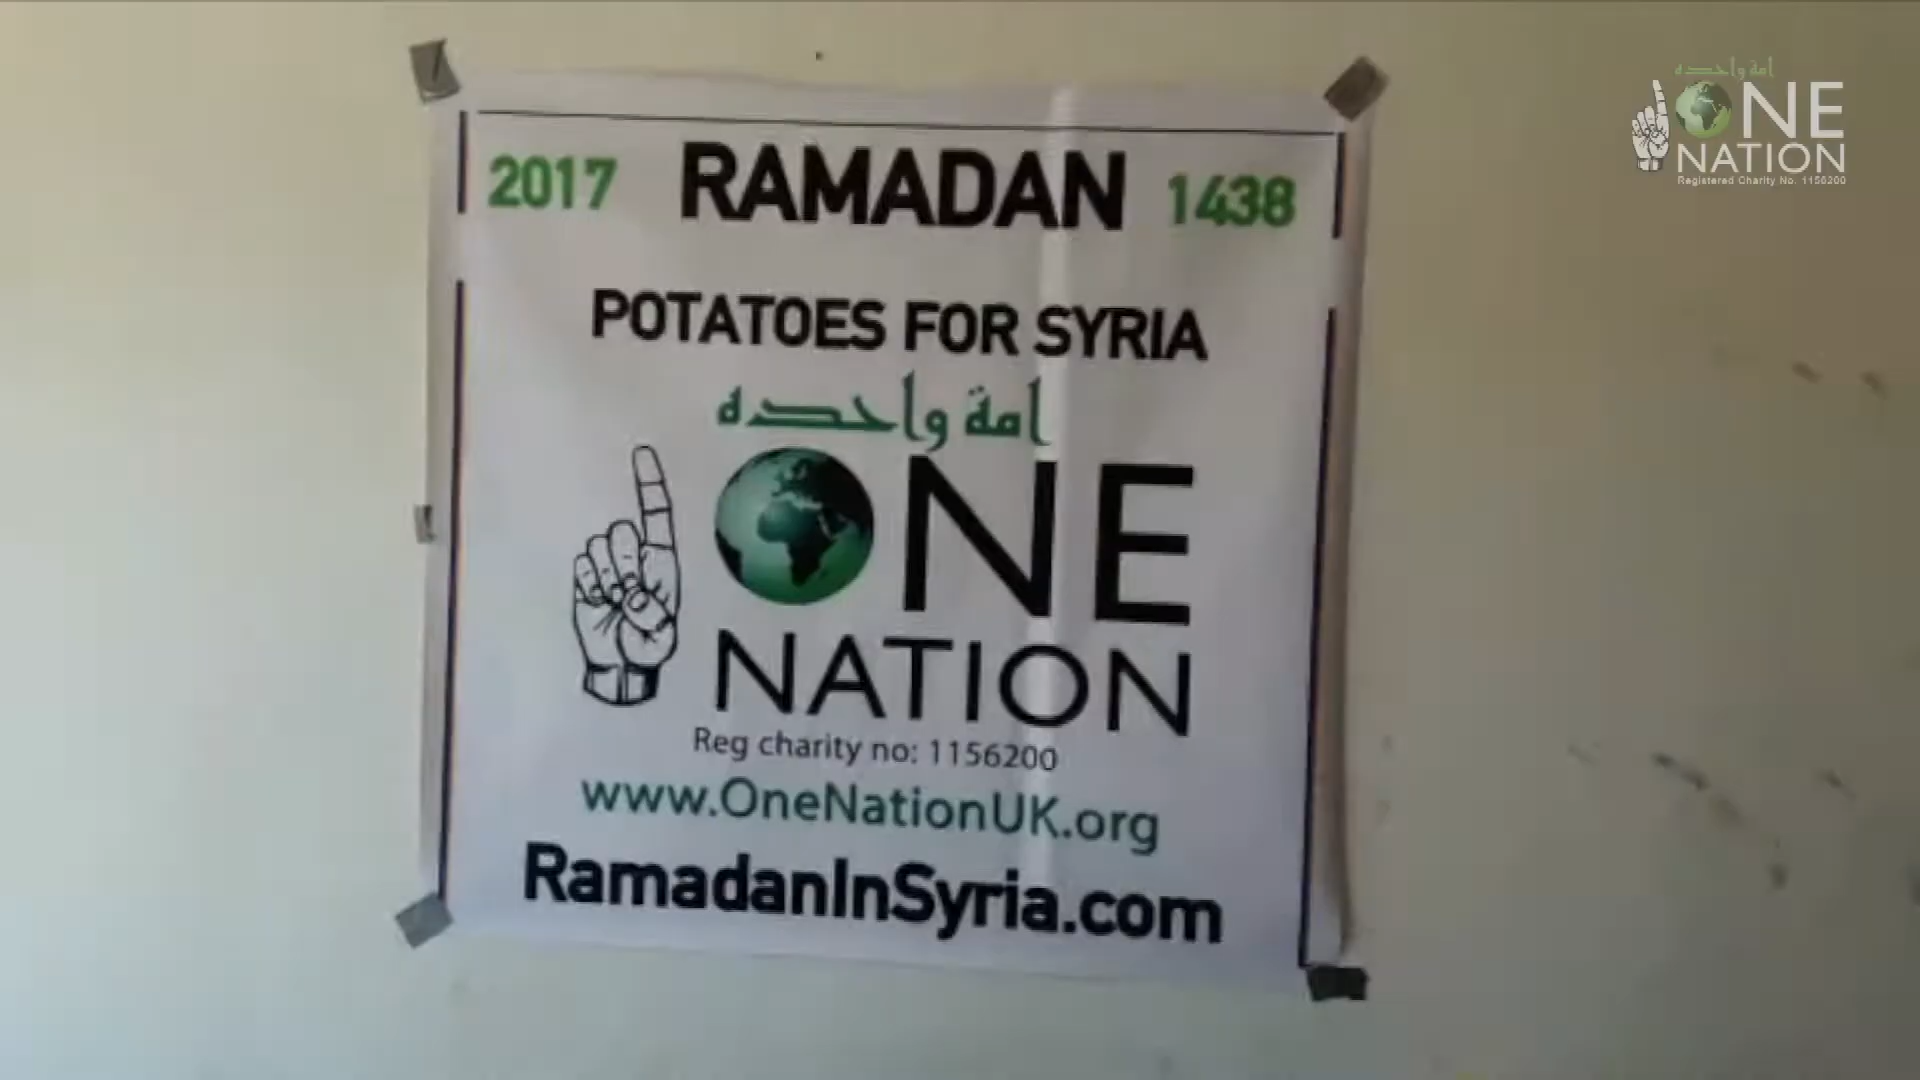 2017 RAMADAN 1438
POTATOES FOR SYRIA
امة واحده
ONE
NATION
Reg charity no: 1156200
www.OneNationUK.org
RamadanInSyria.com
امة واحده
ONE
NATION
Registered Charity No. 1156200